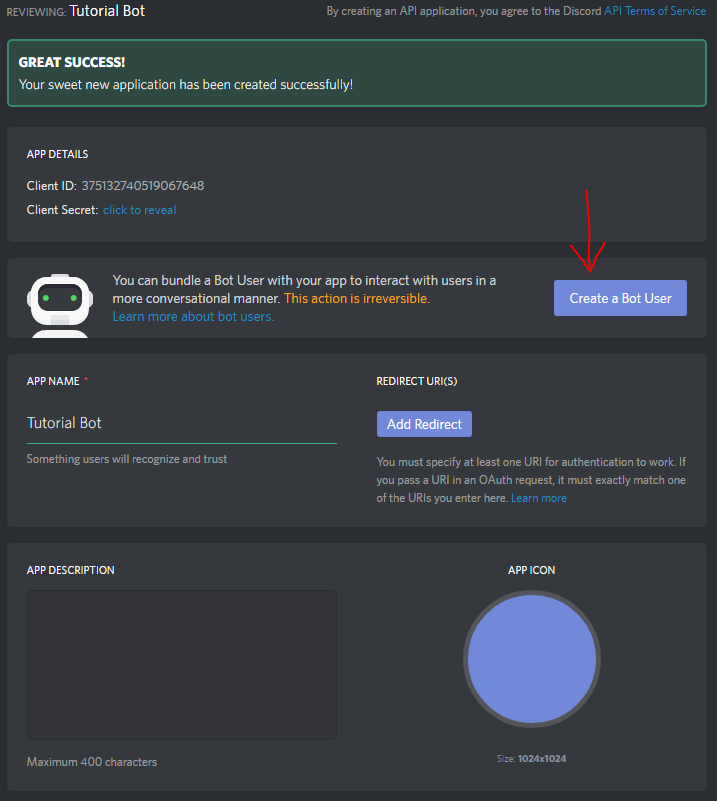 REVIEWING: Tutorial Bot
By creating an API application, you agree to the Discord API Terms of Service
GREAT SUCCESS!
Your sweet new application has been created successfully!
APP DETAILS
Client ID: 375132740519067648
Client Secret: click to reveal
You can bundle a Bot User with your app to interact with users in a
more conversational manner. This action is irreversible.
Learn more about bot users.
Create a Bot User
APP NAME *
Tutorial Bot
Something users will recognize and trust
REDIRECT URI(S)
Add Redirect
You must specify at least one URI for authentication to work. If
you pass a URI in an OAuth request, it must exactly match one
of the URIs you enter here. Learn more
APP DESCRIPTION
Maximum 400 characters
APP ICON
Size: 1024x1024